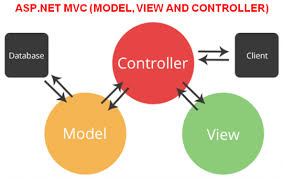 ASP.NET MVC (MODEL, VIEW AND CONTROLLER)
Database
Controller
Client
Model
View